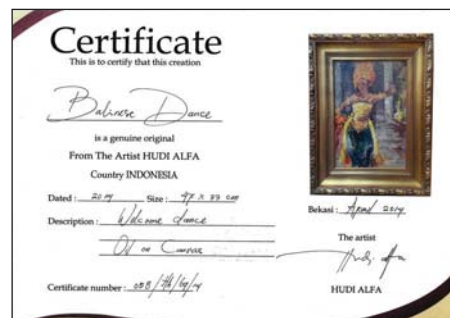 Certificate
This is to certify that this creation
Balinese Dance
is a genuine original
From The Artist HUDI ALFA
Country INDONESIA
Dated : 2014 Size : 47 x 33 cm
Description : Welcome dance
Oil on Canvas
Certificate number :
Bekasi : April 2014
The artist
Hudi alfa
HUDI ALFA